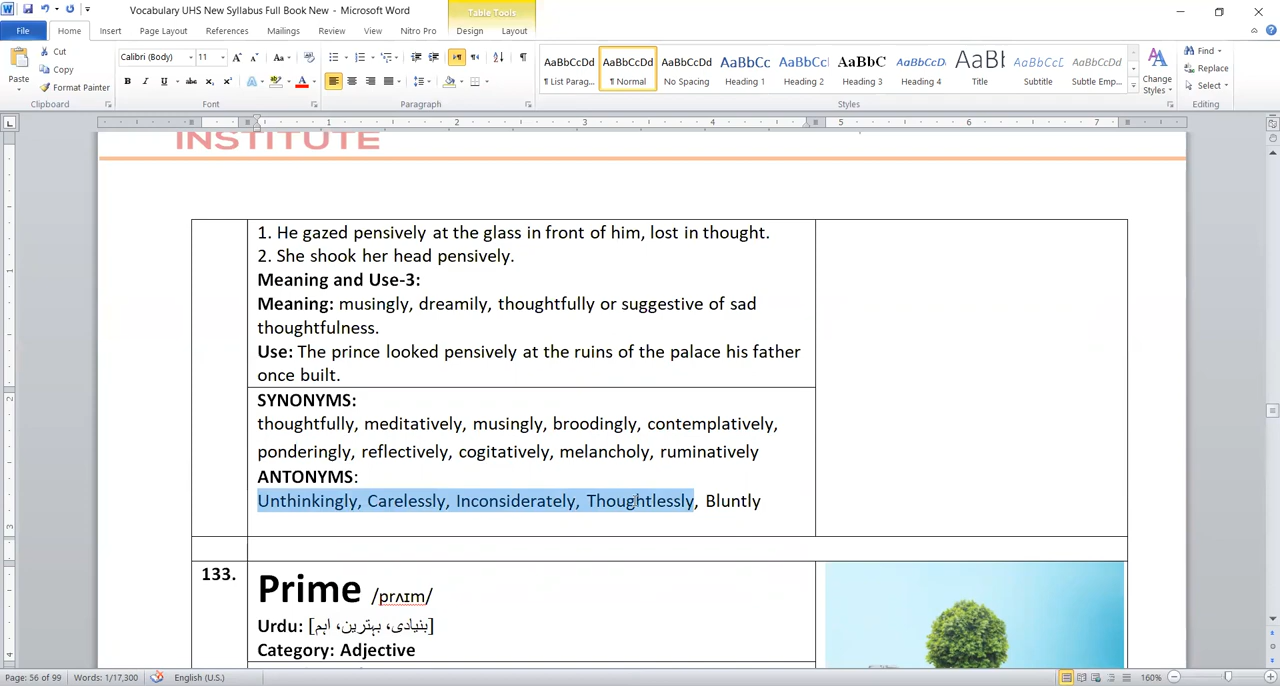 Vocabulary UHS New Syllabus Full Book New - Microsoft Word
Table Tools
File Home Insert Page Layout References Mailings Review View Nitro Pro Design Layout
Paste
Cut
Copy
Format Painter
Clipboard
Calibri (Body) 11
Font
Paragraph
AaBbCcDd AaBbCcDd AaBbCcDd AaBbCc AaBbCc AaBbC AaBbCcD AaBb AaBbCcL AaBbCcDd
¶ List Parag... ¶ Normal No Spacing Heading 1 Heading 2 Heading 3 Heading 4 Title Subtitle Subtle Emp...
Styles
Change Styles
Find
Replace
Select
Editing
INSTITUTE
1. He gazed pensively at the glass in front of him, lost in thought.
2. She shook her head pensively.
Meaning and Use-3:
Meaning: musingly, dreamily, thoughtfully or suggestive of sad
thoughtfulness.
Use: The prince looked pensively at the ruins of the palace his father
once built.
SYNONYMS:
thoughtfully, meditatively, musingly, broodingly, contemplatively,
ponderingly, reflectively, cogitatively, melancholy, ruminatively
ANTONYMS:
Unthinkingly, Carelessly, Inconsiderately, Thoughtlessly, Bluntly
133. Prime /prʌɪm/
Urdu: [بنیادی، بہترین، اہم]
Category: Adjective
Page: 56 of 99 Words: 1/17,300 English (U.S.) 160%